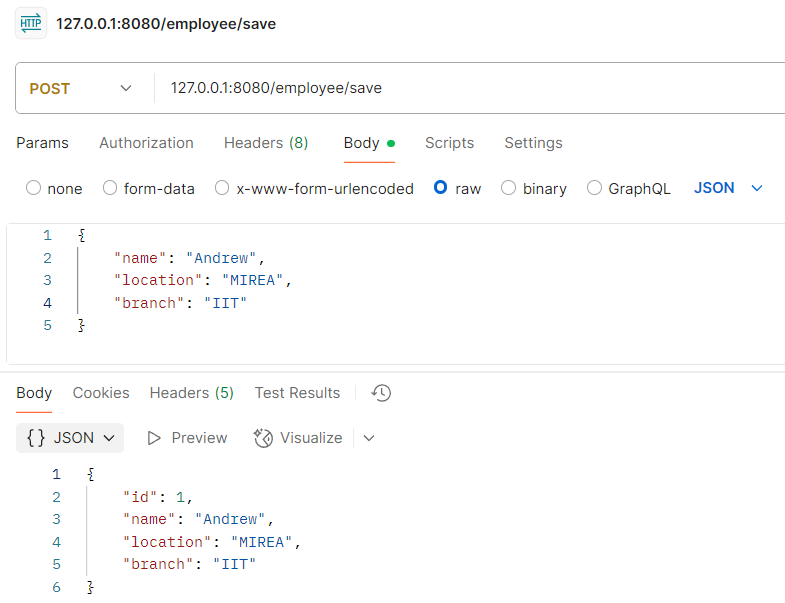 HTTP 127.0.0.1:8080/employee/save
POST 127.0.0.1:8080/employee/save
Params Authorization Headers (8) Body Scripts Settings
none form-data x-www-form-urlencoded raw binary GraphQL JSON
1 {
2 "name": "Andrew",
3 "location": "MIREA",
4 "branch": "IIT"
5 }
Body Cookies Headers (5) Test Results
{} JSON Preview Visualize
1 {
2 "id": 1,
3 "name": "Andrew",
4 "location": "MIREA",
5 "branch": "IIT"
6 }